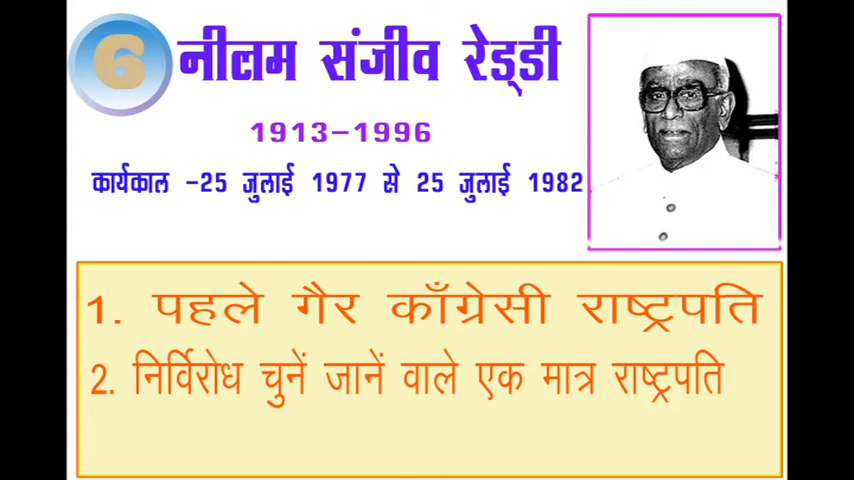 6 नीलम संजीव रेड्डी
1913-1996
कार्यकाल -25 जुलाई 1977 से 25 जुलाई 1982
1. पहले गैर काँग्रेसी राष्ट्रपति
2. निर्विरोध चुनें जानें वाले एक मात्र राष्ट्रपति